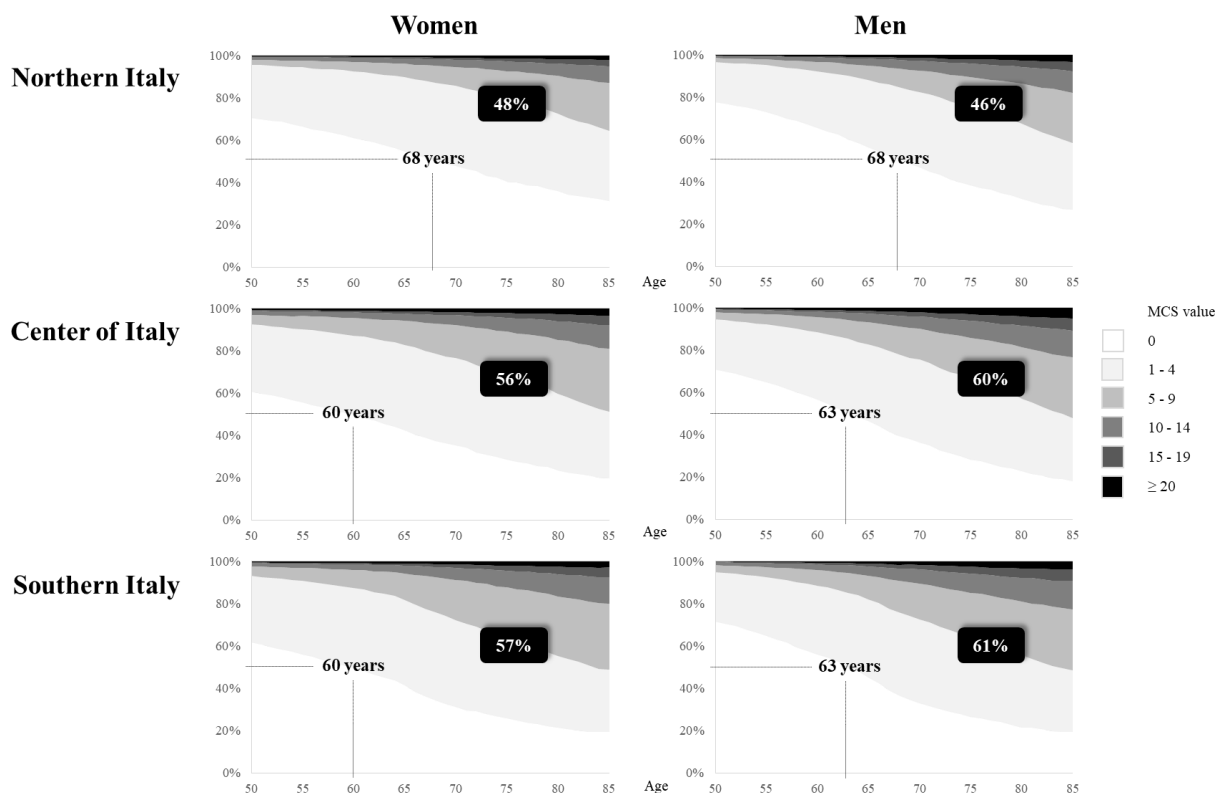 Women
Men
Northern Italy
100%
80%
60%
40%
20%
0%
48%
68 years
50 55 60 65 70 75 80 85
Age
100%
80%
60%
40%
20%
0%
46%
68 years
50 55 60 65 70 75 80 85
Center of Italy
100%
80%
60%
40%
20%
0%
56%
60 years
50 55 60 65 70 75 80 85
Age
100%
80%
60%
40%
20%
0%
60%
63 years
50 55 60 65 70 75 80 85
MCS value
0
1 - 4
5 - 9
10 - 14
15 - 19
≥ 20
Southern Italy
100%
80%
60%
40%
20%
0%
57%
60 years
50 55 60 65 70 75 80 85
Age
100%
80%
60%
40%
20%
0%
61%
63 years
50 55 60 65 70 75 80 85